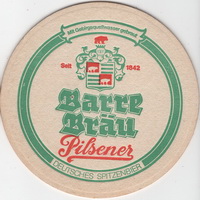 Mit Gebirgsquellwasser gebraut
Seit 1842
Barre
Bräu
Pilsener
DEUTSCHES SPITZENBIER